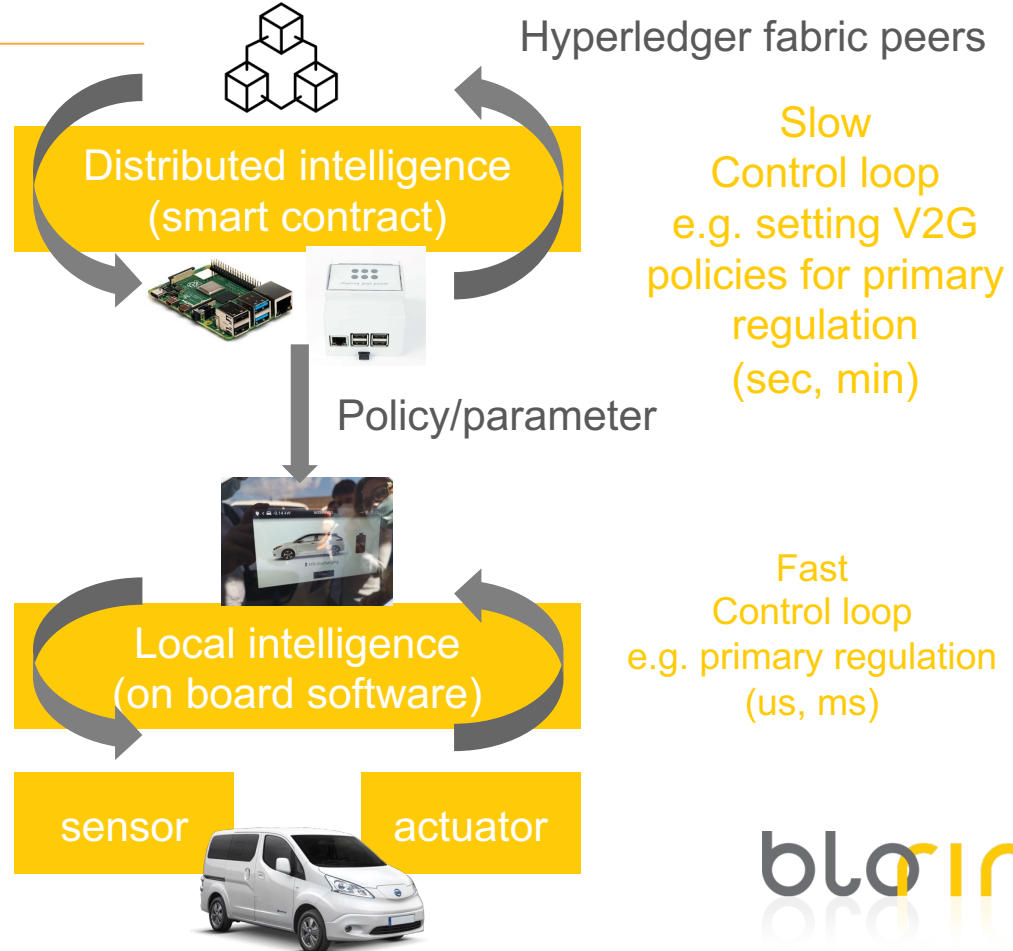 Hyperledger fabric peers
Distributed intelligence
(smart contract)
Slow
Control loop
e.g. setting V2G
policies for primary
regulation
(sec, min)
Policy/parameter
Local intelligence
(on board software)
Fast
Control loop
e.g. primary regulation
(us, ms)
sensor
actuator